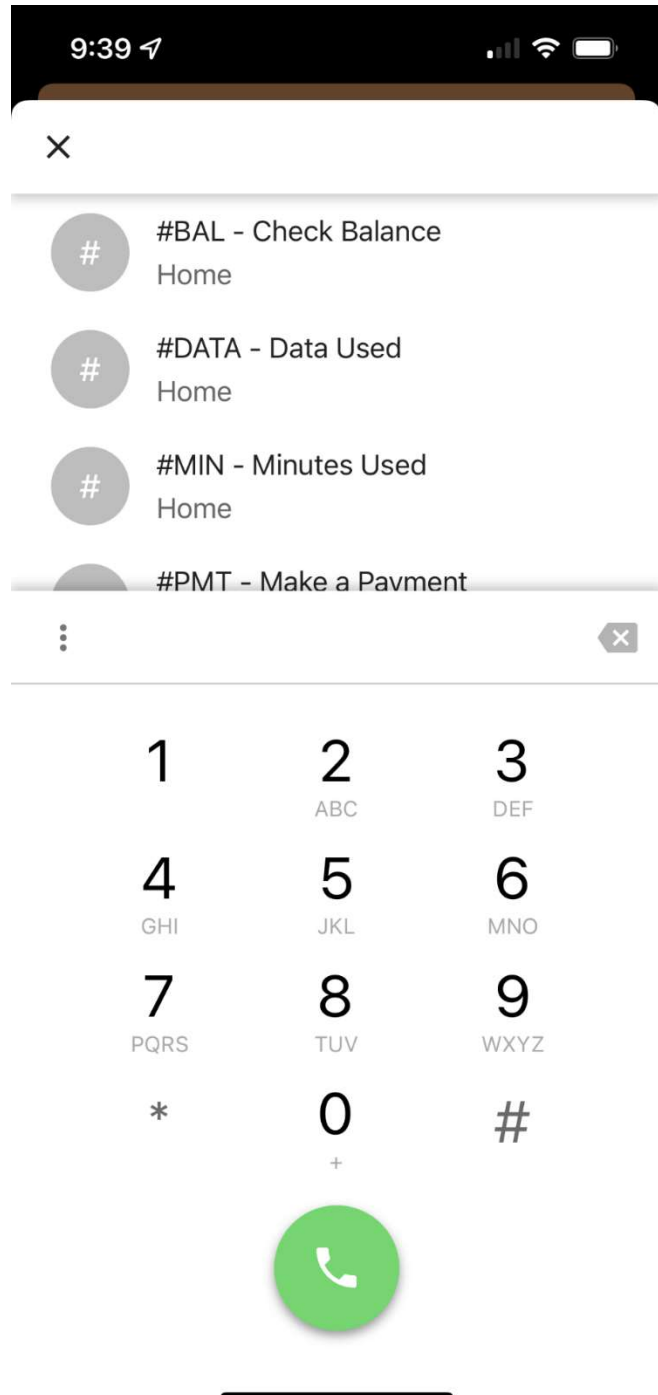 9:39
#
#BAL - Check Balance
Home
#
#DATA - Data Used
Home
#
#MIN - Minutes Used
Home
#PMT - Make a Payment
1 2 3
ABC DEF
4 5 6
GHI JKL MNO
7 8 9
PQRS TUV WXYZ
* 0 #
+